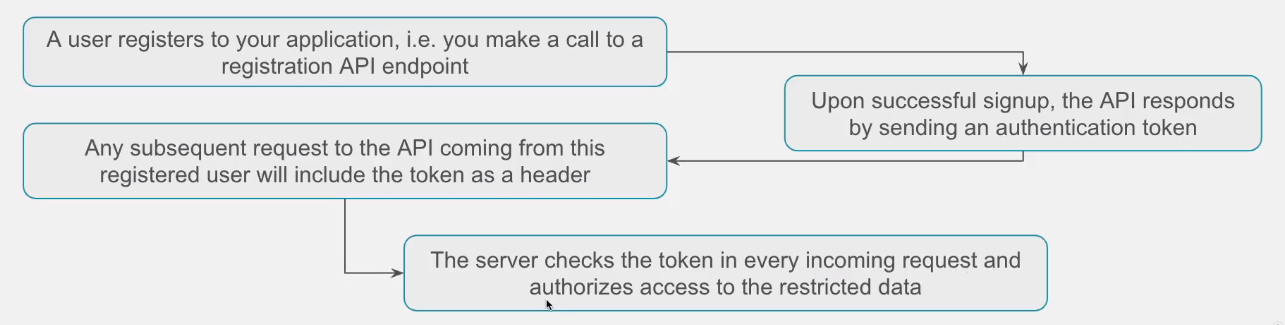 A user registers to your application, i.e. you make a call to a
registration API endpoint
Upon successful signup, the API responds
by sending an authentication token
Any subsequent request to the API coming from this
registered user will include the token as a header
The server checks the token in every incoming request and
authorizes access to the restricted data